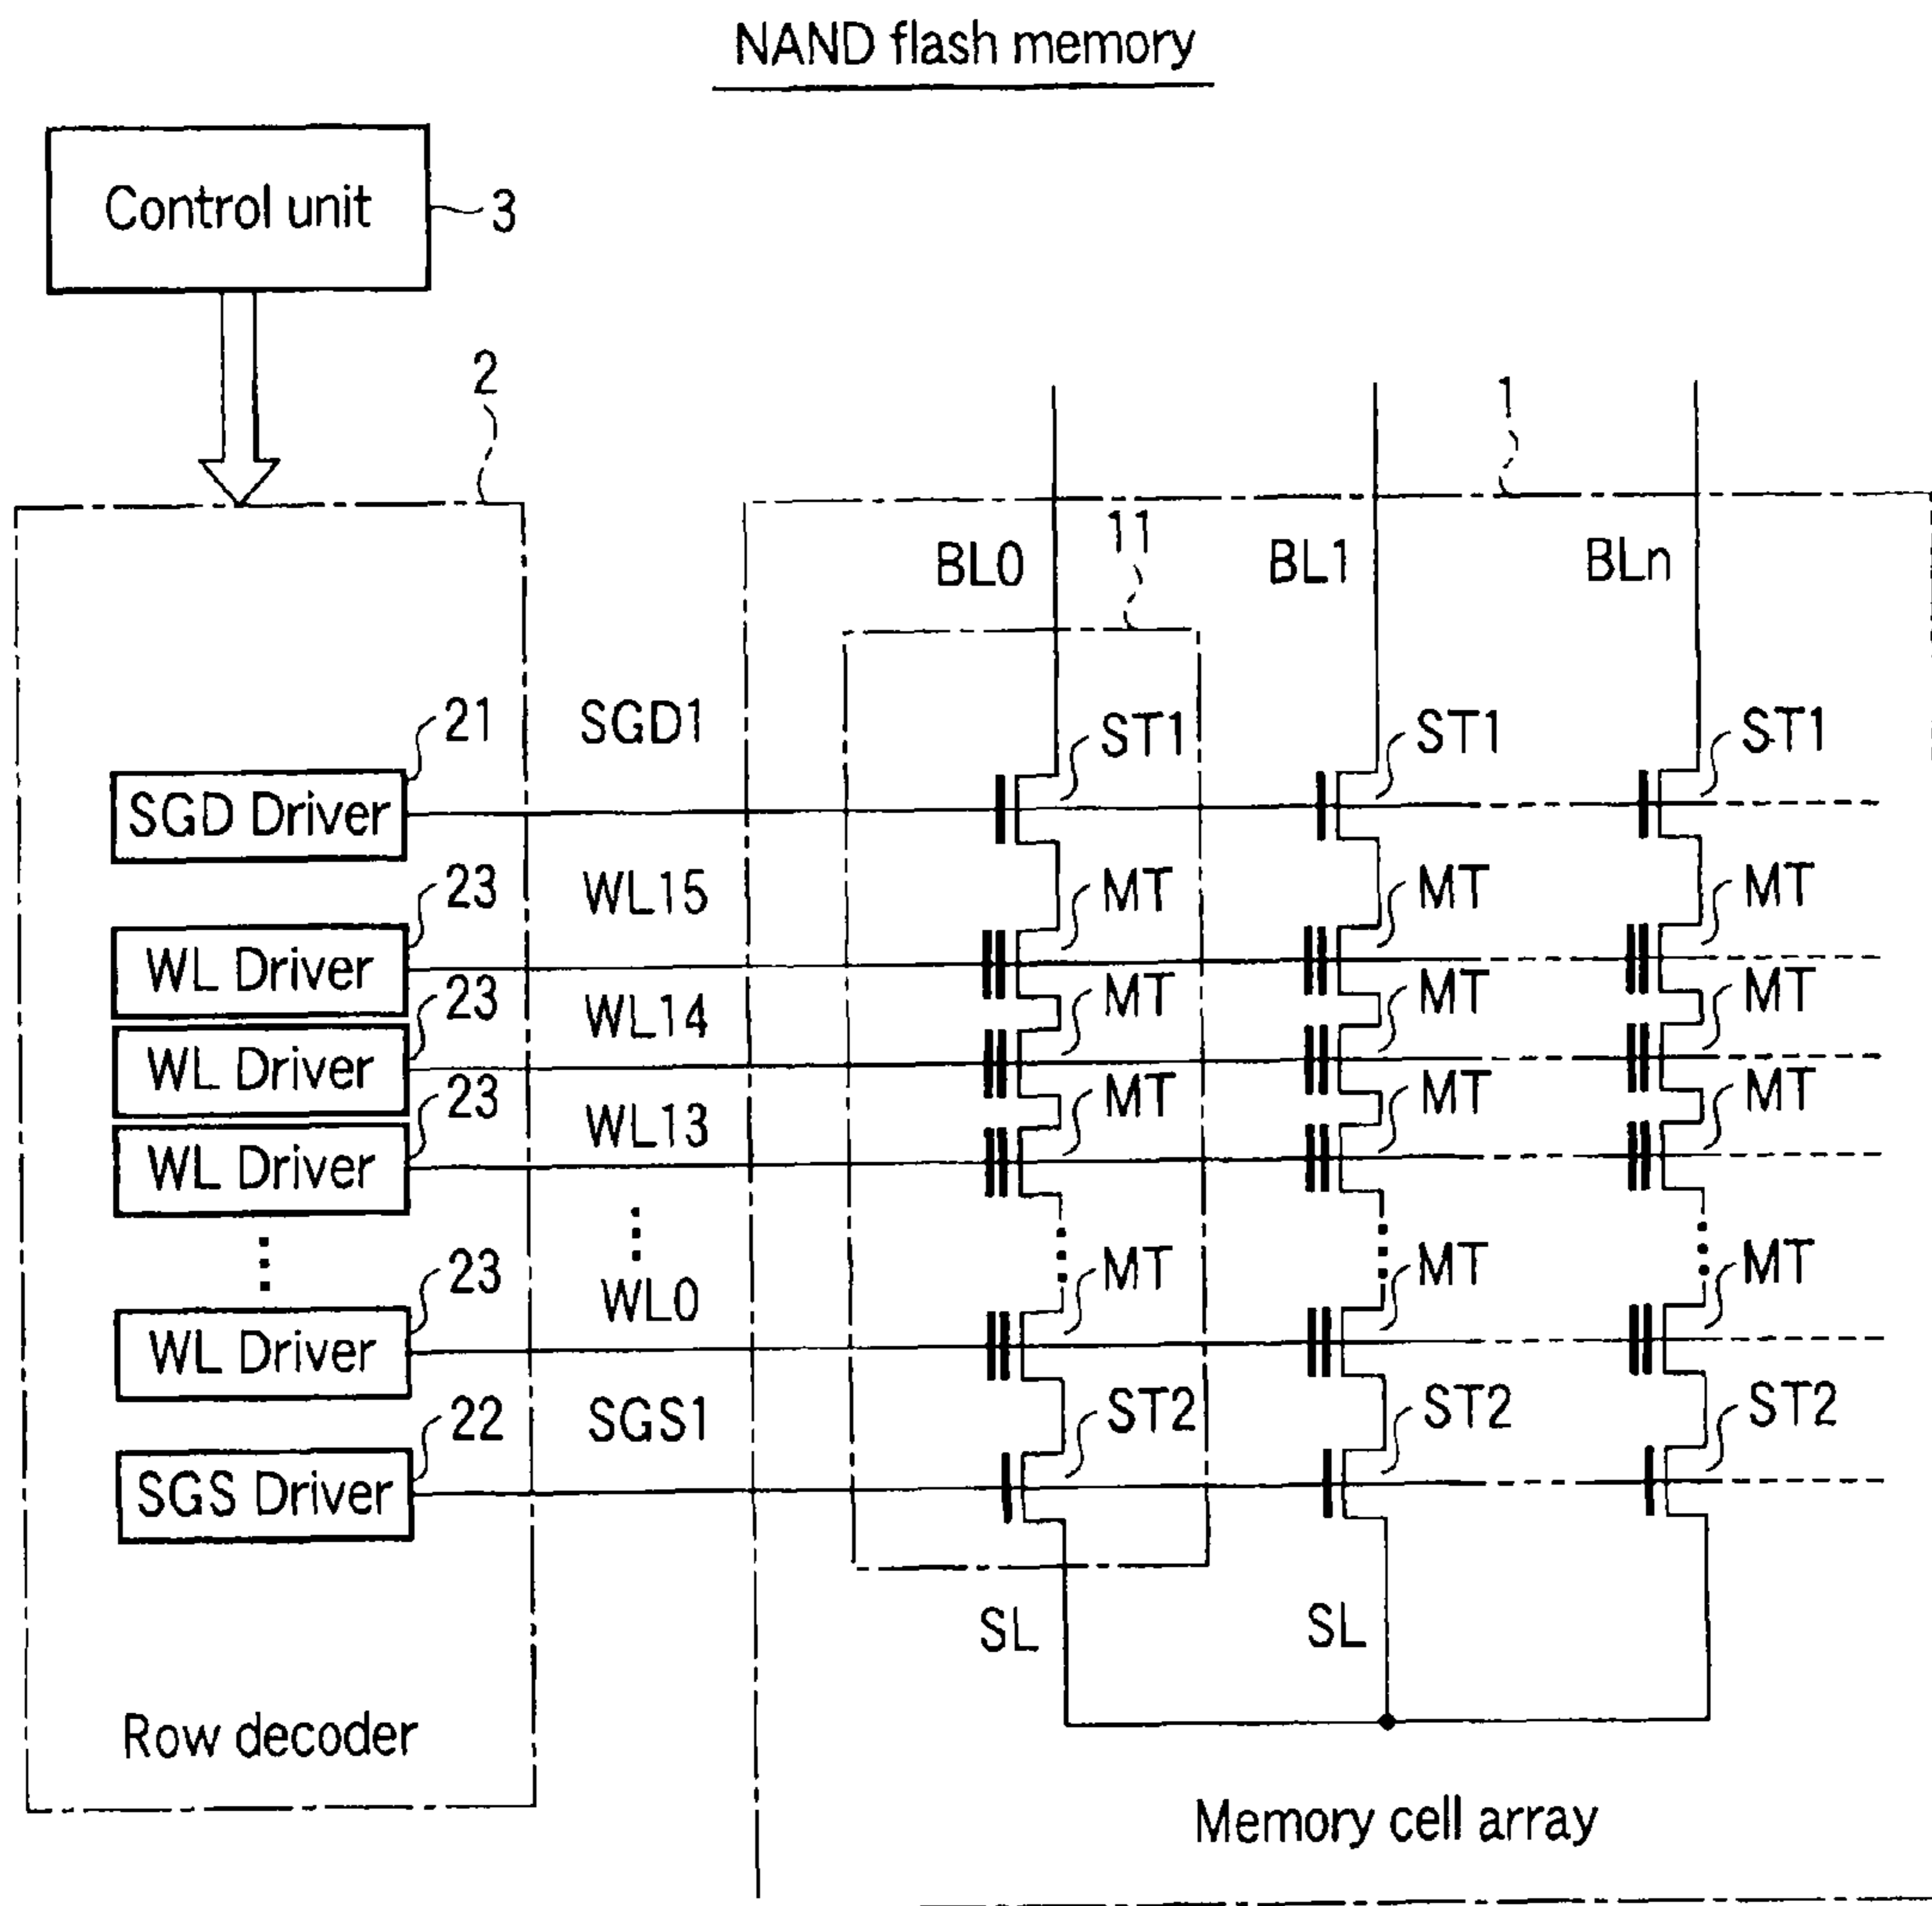 NAND flash memory
Control unit
3
2
1
BL0
11
BL1
BLn
21
SGD1
ST1
ST1
ST1
SGD Driver
23
WL15
MT
MT
MT
WL Driver
23
WL14
MT
MT
MT
WL Driver
23
WL13
MT
MT
MT
WL Driver
23
WL0
MT
MT
MT
WL Driver
22
SGS1
ST2
ST2
ST2
SGS Driver
SL
SL
Row decoder
Memory cell array